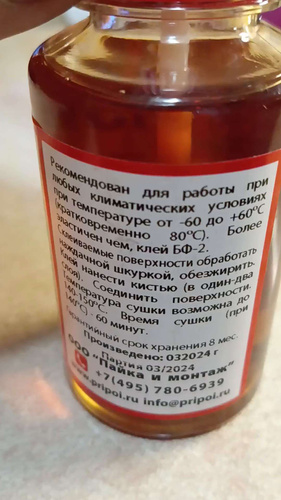 Рекомендован для работы при
любых климатических условиях
при температуре от -60 до +60°С
(кратковременно 80°С). Более
эластичен чем, клей БФ-2.
Склеиваемые поверхности обработать
наждачной шкуркой, обезжирить.
Клей нанести кистью (в один-два
слоя). Соединить поверхности.
Температура сушки возможна до
140-150°С. Время сушки (при
140°С) - 60 минут.
Гарантийный срок хранения 8 мес.
Произведено: 032024 г
Партия 03/2024
ООО "Пайка и монтаж"
+7(495) 780-6939
www.pripoi.ru info@pripoi.ru